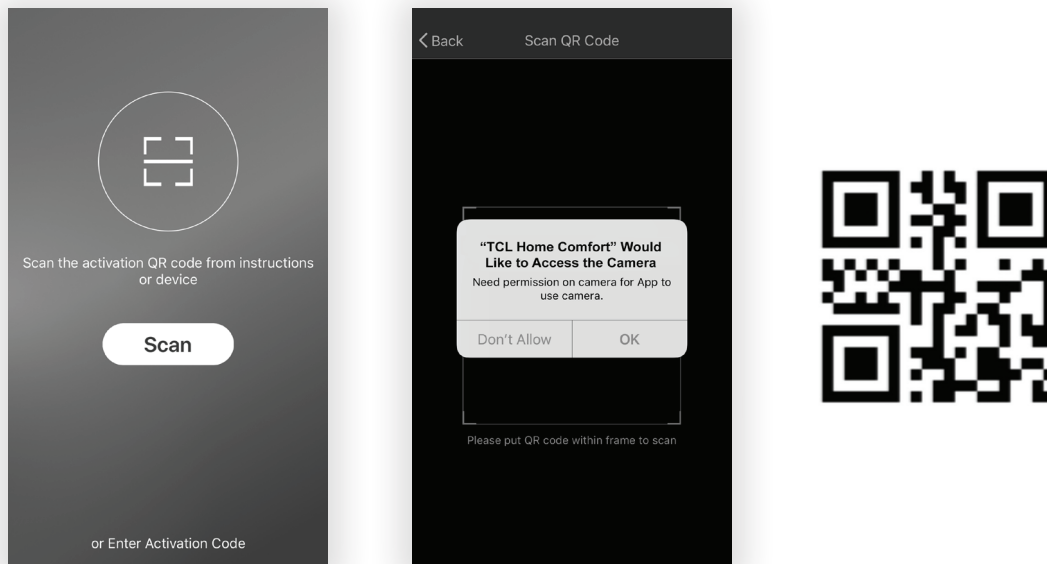 Scan the activation QR code from instructions
or device
Scan
or Enter Activation Code
Back
Scan QR Code
“TCL Home Comfort” Would
Like to Access the Camera
Need permission on camera for App to
use camera.
Don’t Allow
OK
Please put QR code within frame to scan